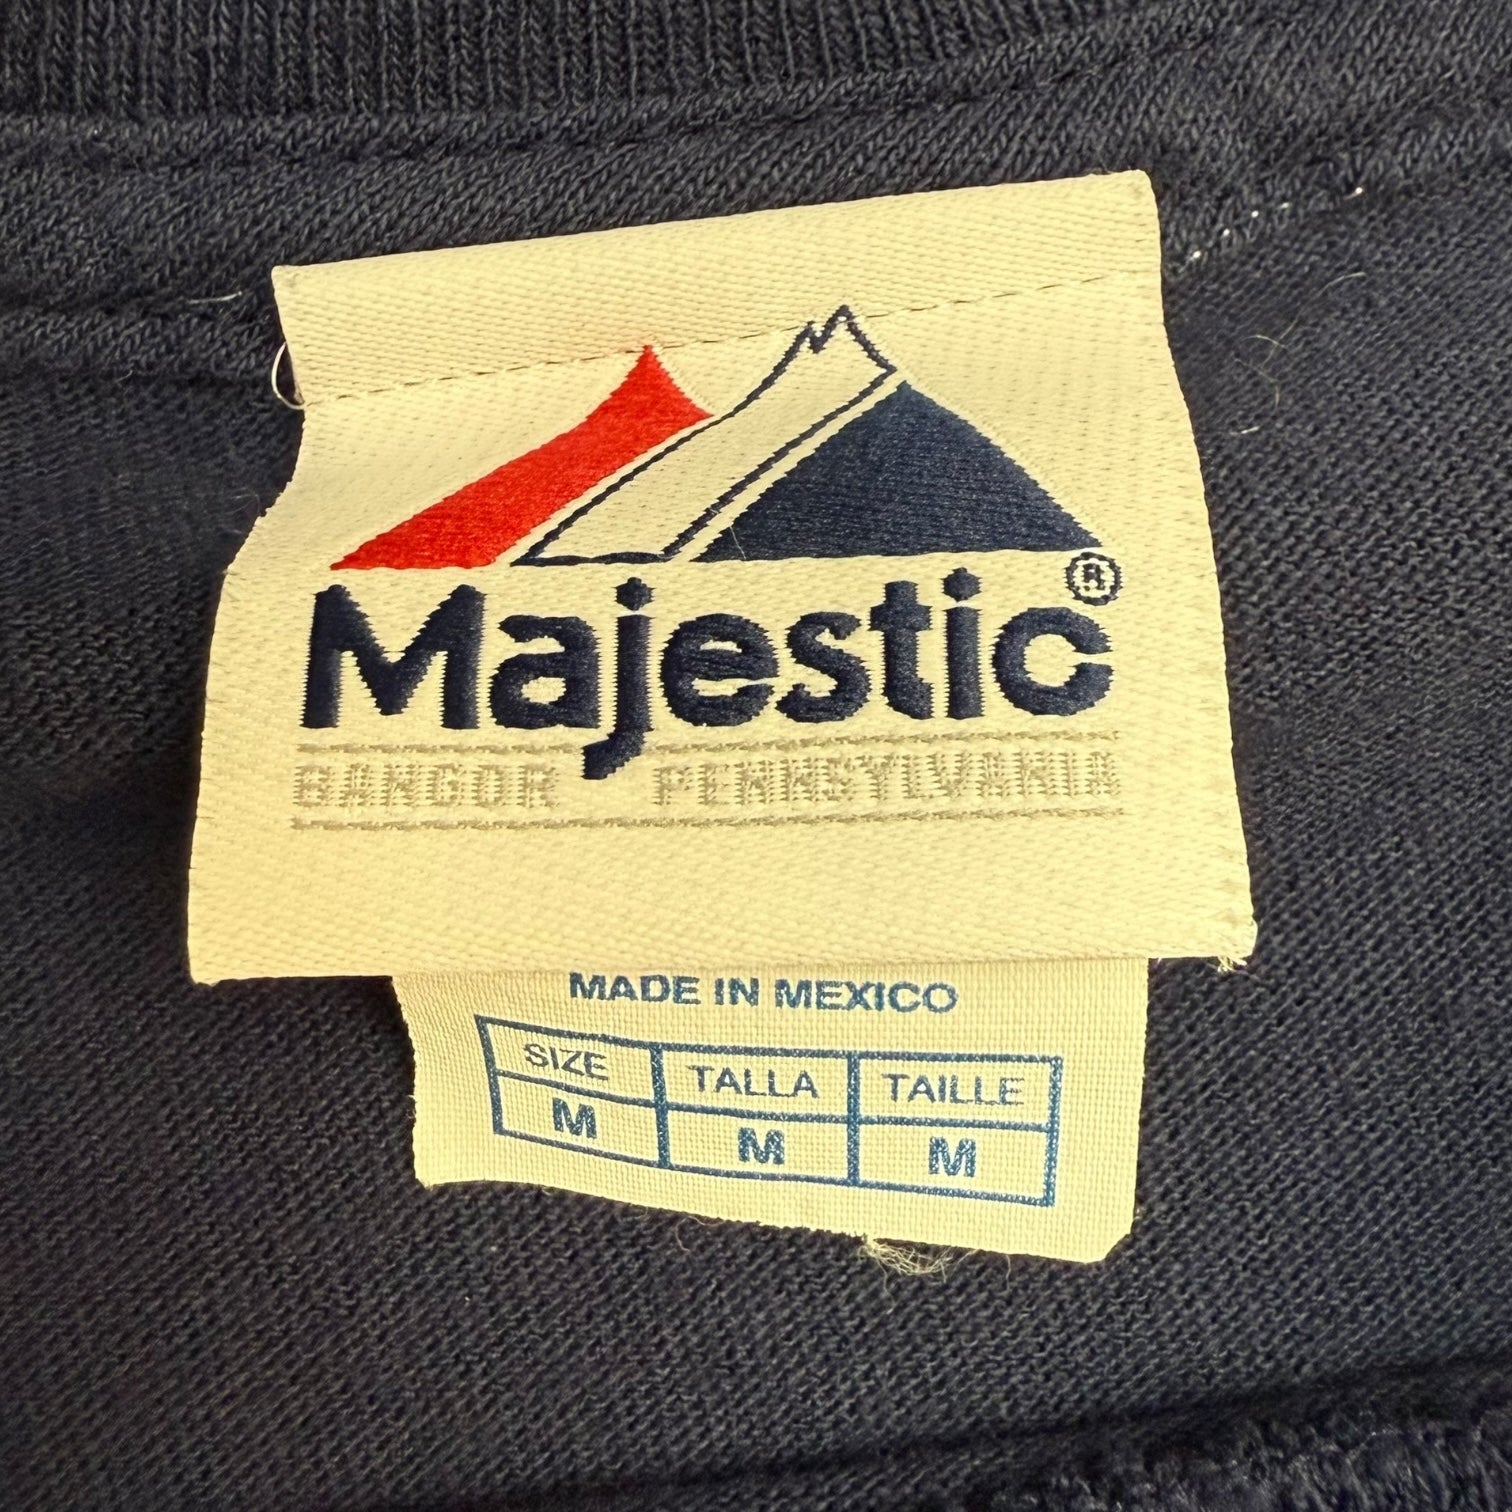 Majestic®
BANGOR PENNSYLVANIA
MADE IN MEXICO
SIZE TALLA TAILLE
M M M